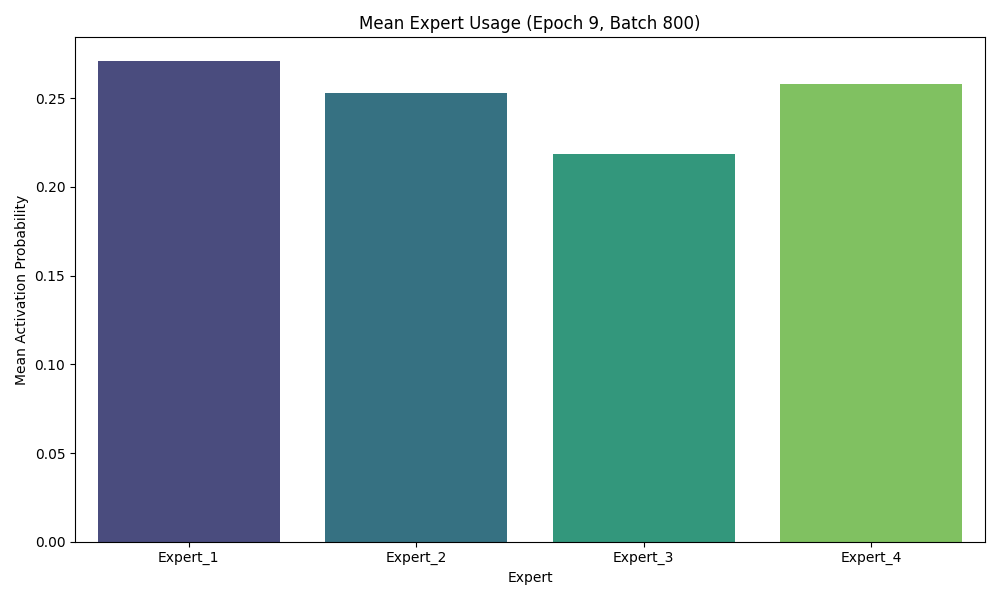 Mean Expert Usage (Epoch 9, Batch 800)
Mean Activation Probability
0.25
0.20
0.15
0.10
0.05
0.00
Expert_1 Expert_2 Expert_3 Expert_4
Expert